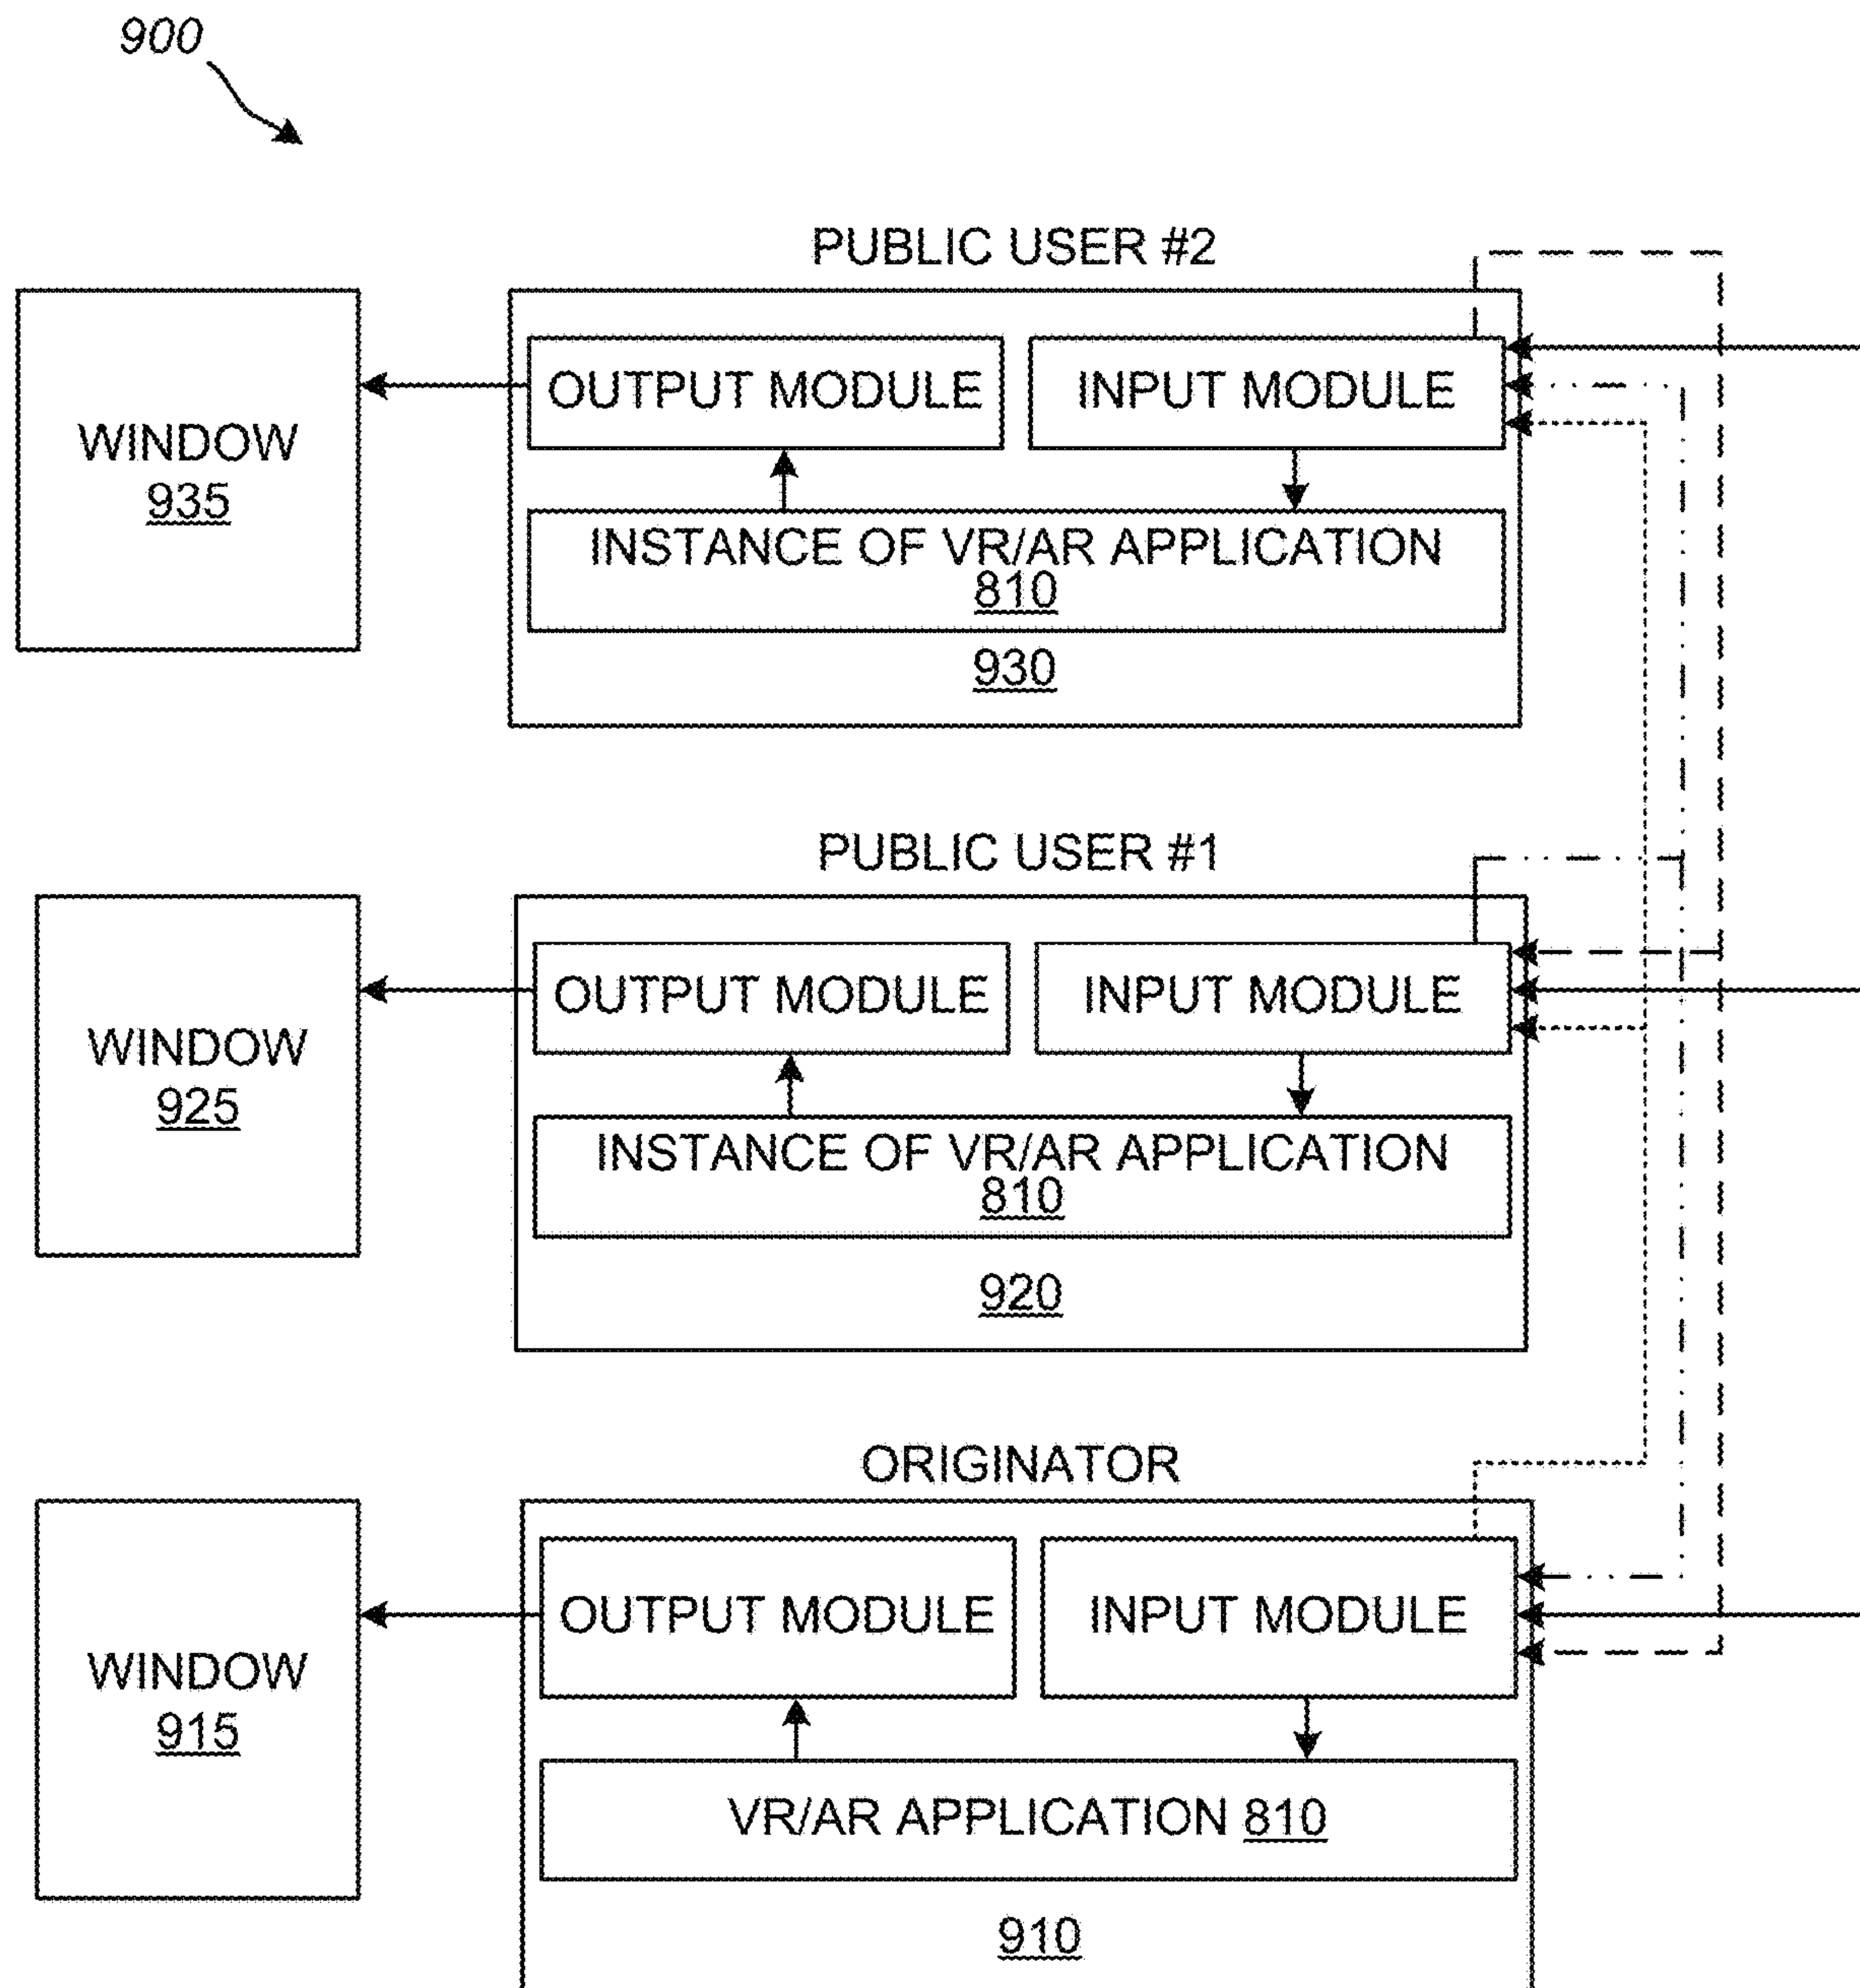 900
PUBLIC USER #2
WINDOW
935
OUTPUT MODULE
INPUT MODULE
INSTANCE OF VR/AR APPLICATION
810
930
PUBLIC USER #1
WINDOW
925
OUTPUT MODULE
INPUT MODULE
INSTANCE OF VR/AR APPLICATION
810
920
ORIGINATOR
WINDOW
915
OUTPUT MODULE
INPUT MODULE
VR/AR APPLICATION 810
910